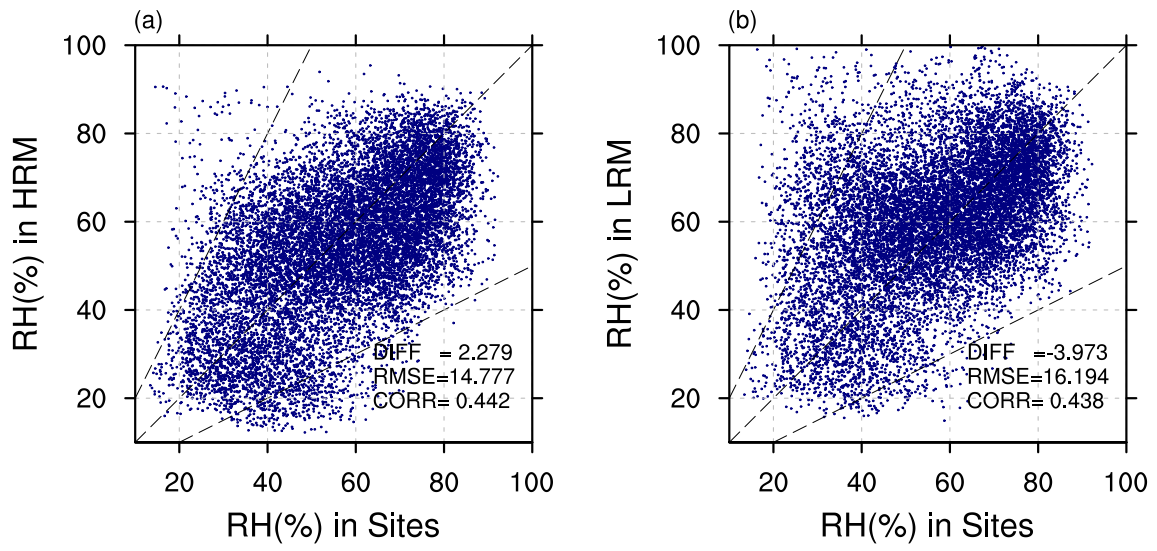 (a)
100
80
60
40
20
RH(%) in HRM
DIFF = 2.279
RMSE=14.777
CORR= 0.442
20 40 60 80 100
RH(%) in Sites
(b)
100
80
60
40
20
RH(%) in LRM
DIFF =-3.973
RMSE=16.194
CORR= 0.438
20 40 60 80 100
RH(%) in Sites